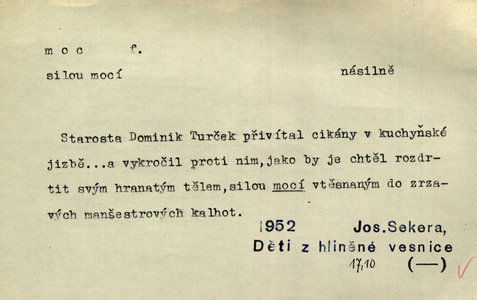 m o c f.
silou mocí násilně
Starosta Dominik Turček přivítal cikány v kuchyňské
jizbě...a vykročil proti nim,jako by je chtěl rozdr-
tit svým hranatým tělem,silou mocí vtěsnaným do zrza-
vých manšestrových kalhot.
1952 Jos.Sekera,
Děti z hliněné vesnice
17,10 (—)